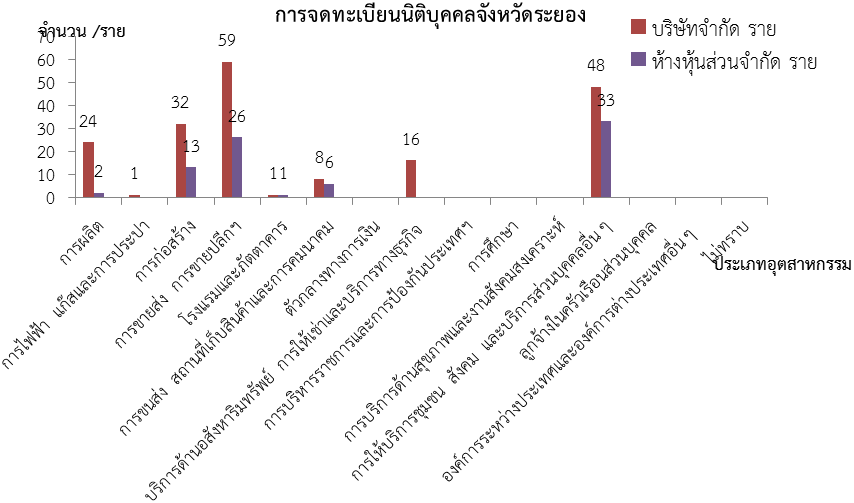 การจดทะเบียนนิติบุคคลจังหวัดระยอง
จำนวน /ราย
บริษัทจำกัด ราย
ห้างหุ้นส่วนจำกัด ราย
70
60
50
40
30
20
10
0
24
2
1
32
13
59
26
11
8
6
16
48
33
การผลิต
การไฟฟ้า แก๊สและการประปา
การก่อสร้าง
การขายส่ง การขายปลีกฯ
โรงแรมและภัตตาคาร
การขนส่ง สถานที่เก็บสินค้าและการคมนาคม
ตัวกลางทางการเงิน
บริการด้านอสังหาริมทรัพย์ การให้เช่าและบริการทางธุรกิจ
การบริหารราชการและการป้องกันประเทศฯ
การศึกษา
การบริการด้านสุขภาพและงานสังคมสงเคราะห์
การให้บริการชุมชน สังคม และบริการส่วนบุคคลอื่น ๆ
ลูกจ้างในครัวเรือนส่วนบุคคล
องค์การระหว่างประเทศและองค์การต่างประเทศอื่น ๆ
ไม่ทราบ
ประเภทอุตสาหกรรม